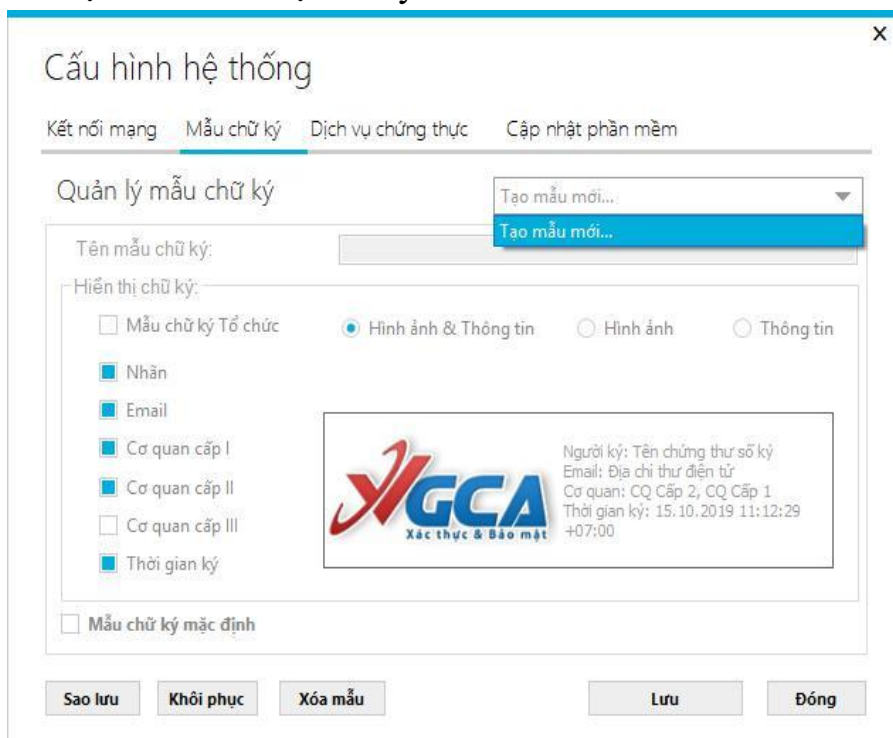 x
Cấu hình hệ thống
Kết nối mạng Mẫu chữ ký Dịch vụ chứng thực Cập nhật phần mềm
Quản lý mẫu chữ ký
Tạo mẫu mới...
Tạo mẫu mới...
Tên mẫu chữ ký:
Hiển thị chữ ký:
Mẫu chữ ký Tổ chức Hình ảnh & Thông tin Hình ảnh Thông tin
Nhãn
Email
Cơ quan cấp I
Cơ quan cấp II
Cơ quan cấp III
Thời gian ký
VGCA
Xác thực & Bảo mật
Người ký: Tên chứng thư số ký
Email: Địa chỉ thư điện tử
Cơ quan: CQ Cấp 2, CQ Cấp 1
Thời gian ký: 15.10.2019 11:12:29
+07:00
Mẫu chữ ký mặc định
Sao lưu Khôi phục Xóa mẫu Lưu Đóng